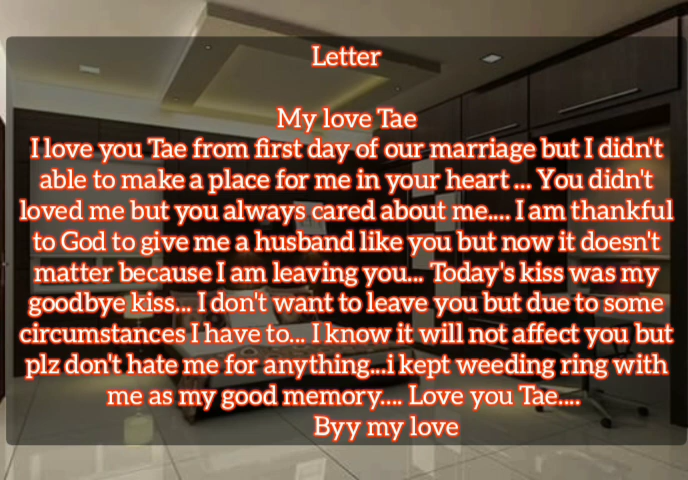 Letter
My love Tae
I love you Tae from first day of our marriage but I didn't
able to make a place for me in your heart ... You didn't
loved me but you always cared about me.... I am thankful
to God to give me a husband like you but now it doesn't
matter because I am leaving you... Today's kiss was my
goodbye kiss... I don't want to leave you but due to some
circumstances I have to... I know it will not affect you but
plz don't hate me for anything...i kept weeding ring with
me as my good memory.... Love you Tae....
Byy my love